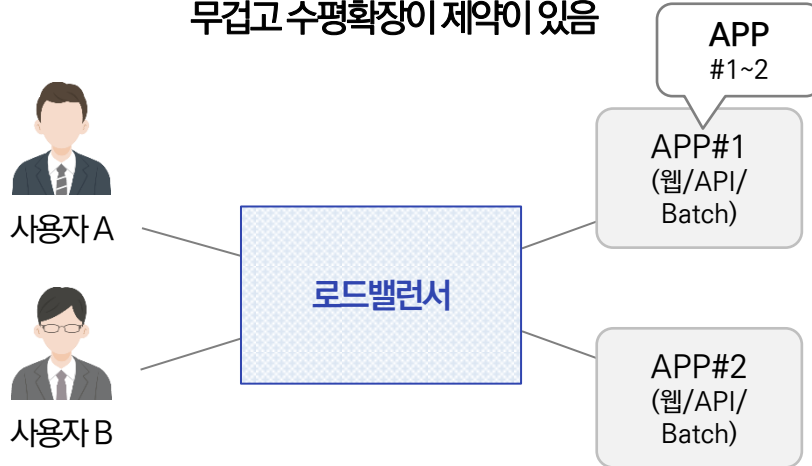 무겁고 수평확장이 제약이 있음
APP
#1~2
사용자 A
APP#1
(웹/API/
Batch)
로드밸런서
사용자 B
APP#2
(웹/API/
Batch)